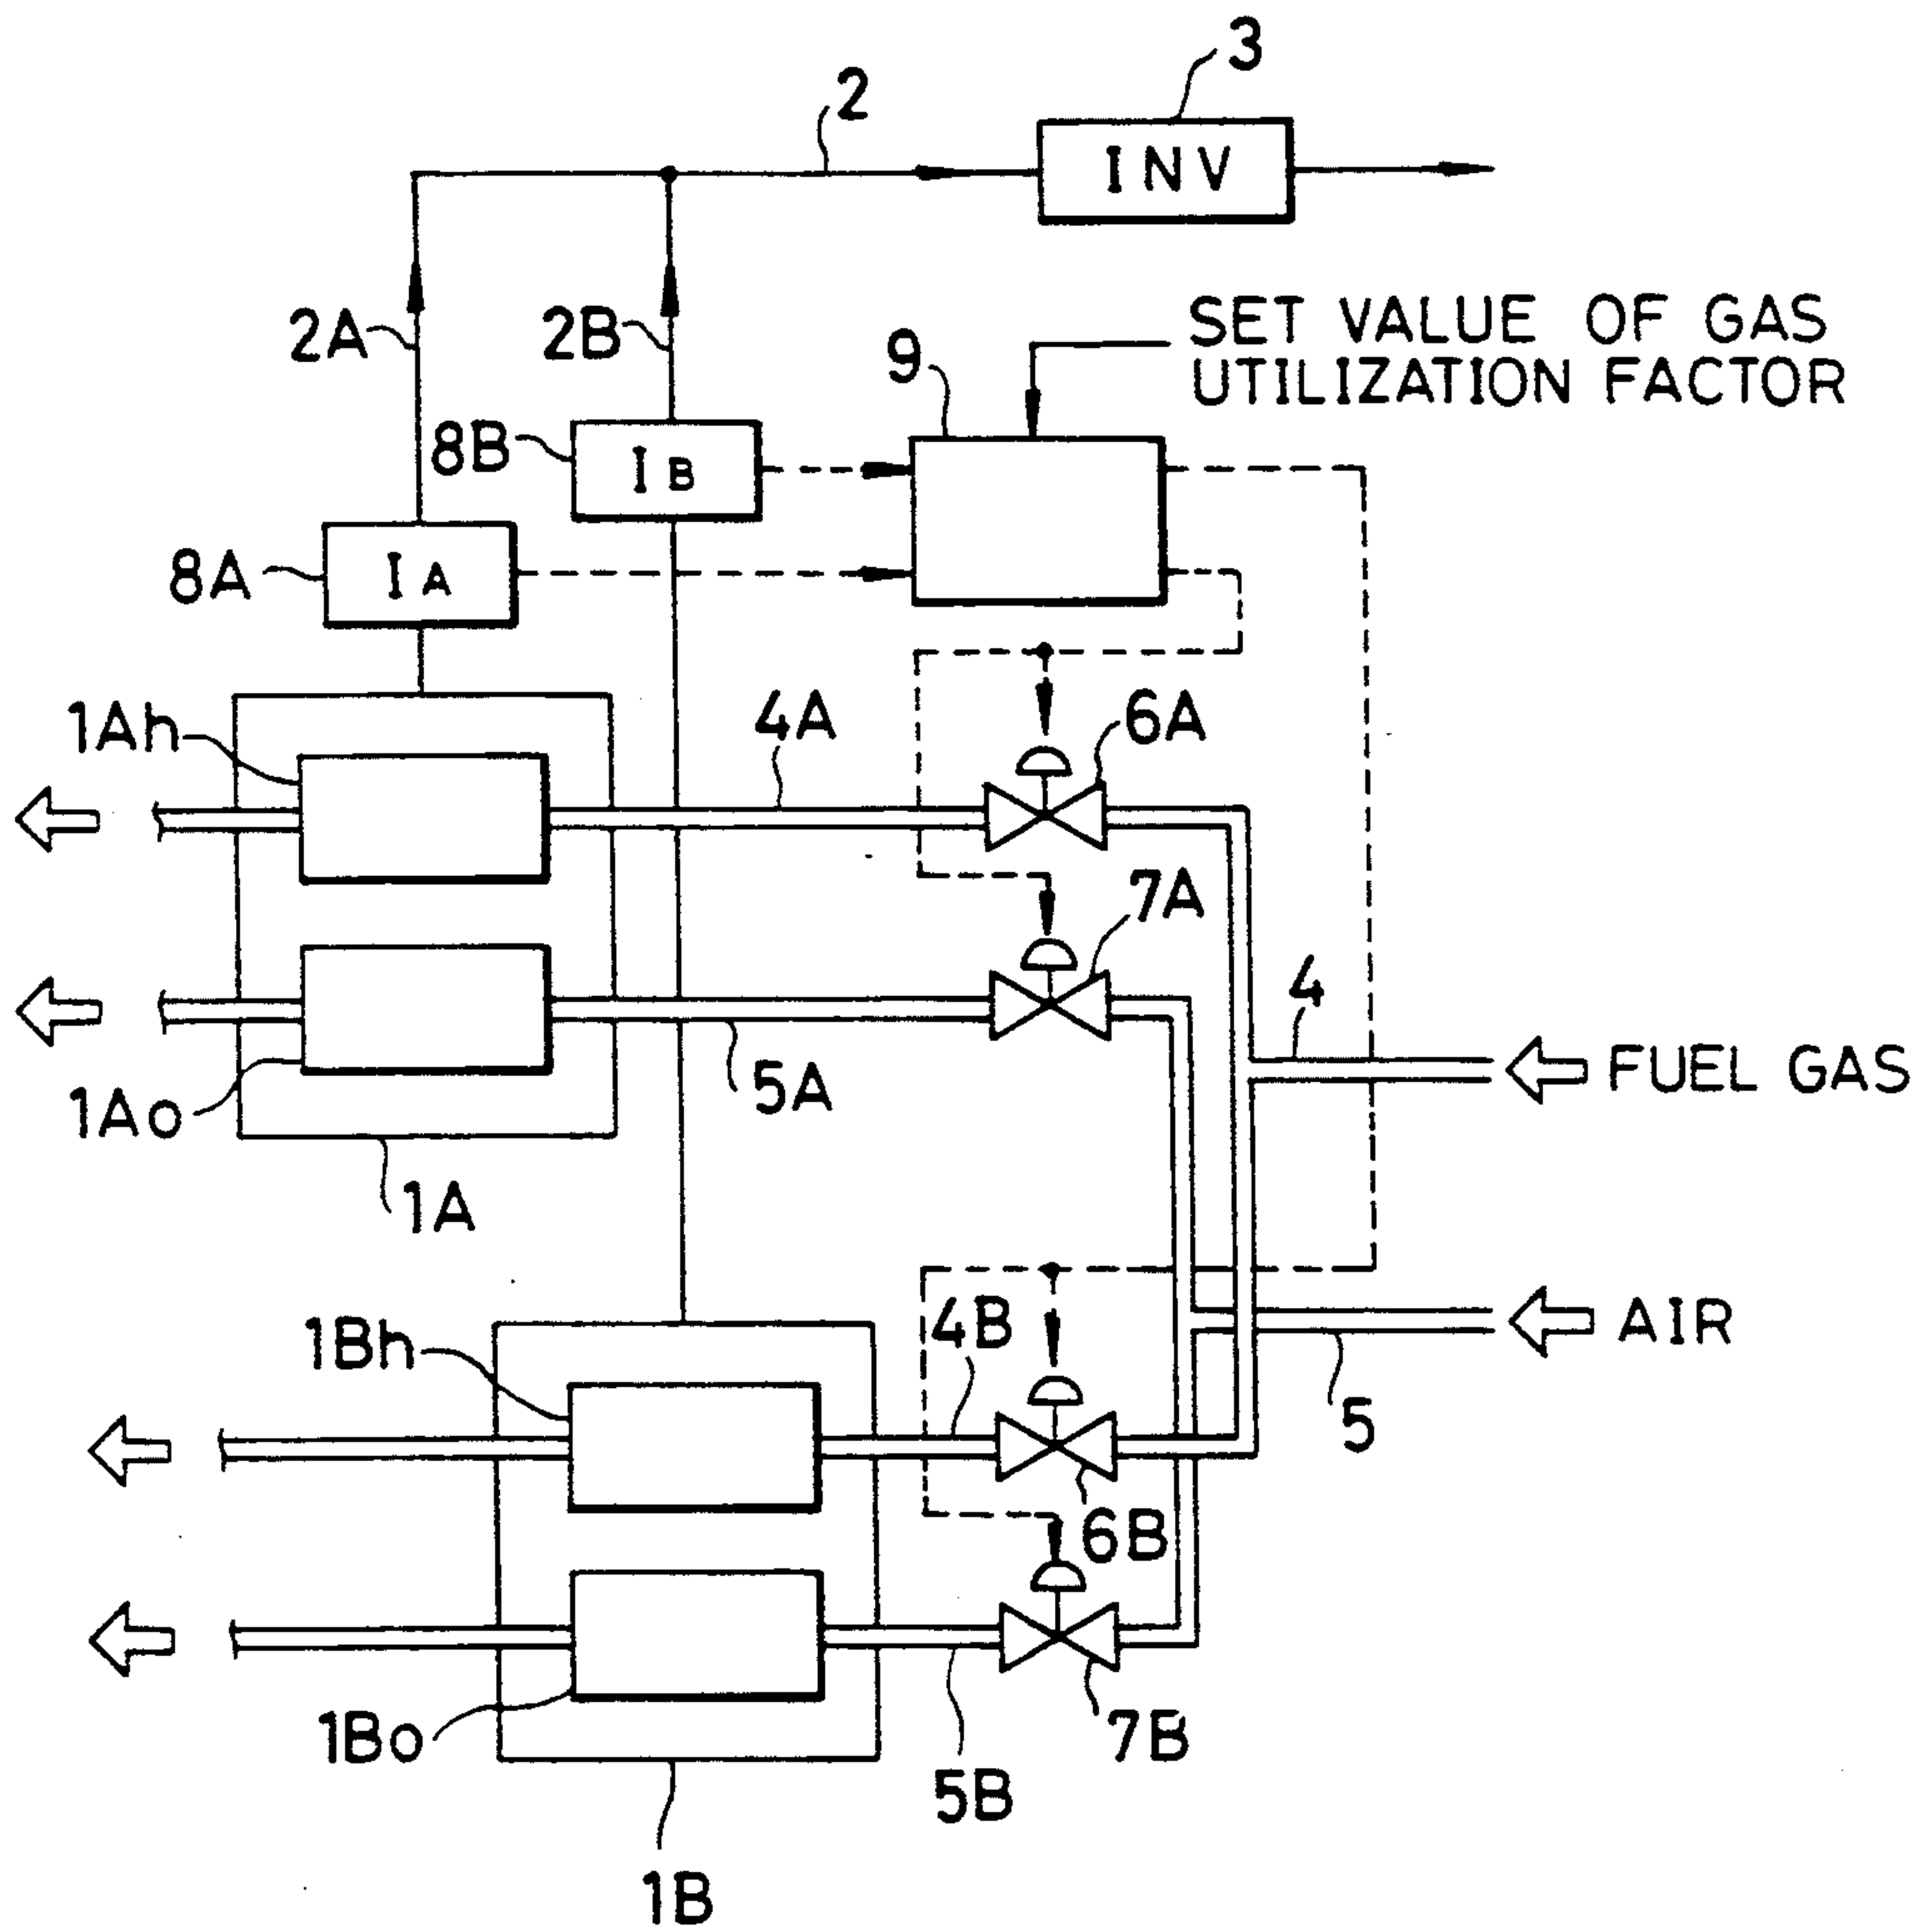 3
2
INV
2A
2B
9
SET VALUE OF GAS
UTILIZATION FACTOR
8B
IB
8A
IA
1Ah
4A
6A
7A
4
FUEL GAS
1Ao
5A
1A
1Bh
4B
AIR
5
6B
1Bo
7B
5B
1B